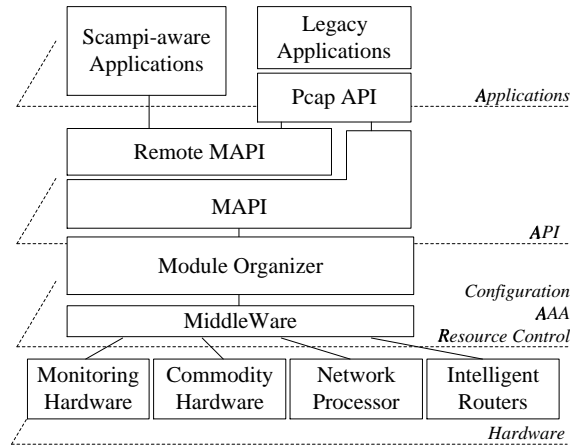 Scampi-aware
Applications
Legacy
Applications
Pcap API
Applications
Remote MAPI
MAPI
API
Module Organizer
Configuration
AAA
Resource Control
MiddleWare
Monitoring
Hardware
Commodity
Hardware
Network
Processor
Intelligent
Routers
Hardware